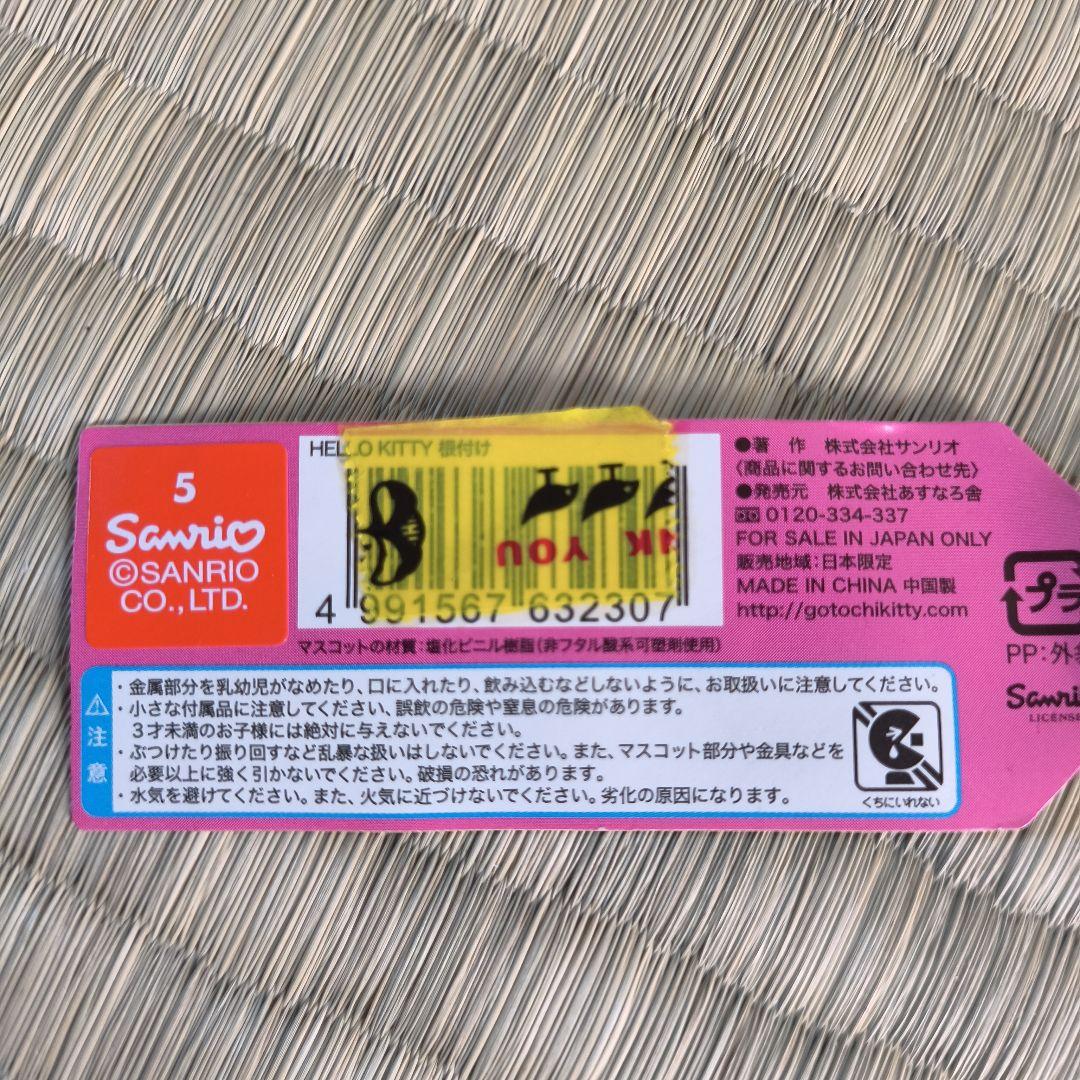 5
Sanrio
©SANRIO
CO.,LTD.
HELLO KITTY 根付け
NK YOU
4 991567 632307
マスコットの材質：塩化ビニル樹脂（非フタル酸系可塑剤使用）
●著　作　株式会社サンリオ
〈商品に関するお問い合わせ先〉
●発売元　株式会社あすなろ舎
0120-334-337
FOR SALE IN JAPAN ONLY
販売地域：日本限定
MADE IN CHINA 中国製
http://gotochikitty.com
プラ
PP：外
Sanrio
LICENSE
注意
・金属部分を乳幼児がなめたり、口に入れたり、飲み込むなどしないように、お取扱いに注意してください。
・小さな付属品に注意してください、誤飲の危険や窒息の危険があります。
３才未満のお子様には絶対に与えないでください。
・ぶつけたり振り回すなど乱暴な扱いはしないでください。また、マスコット部分や金具などを
必要以上に強く引かないでください。破損の恐れがあります。
・水気を避けてください。また、火気に近づけないでください。劣化の原因になります。
くちにいれない